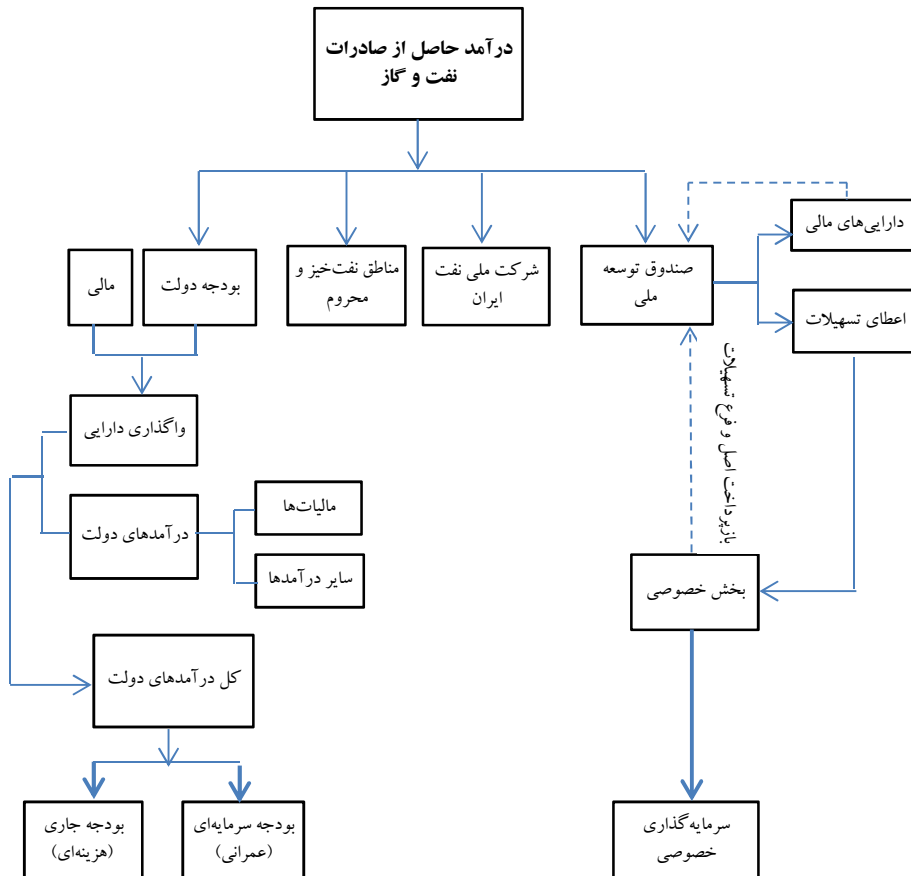 درآمد حاصل از صادرات
نفت و گاز
دارایی‌های مالی
صندوق توسعه
ملی
شرکت ملی نفت
ایران
مناطق نفت‌خیز و
محروم
بودجه دولت
مالی
اعطای تسهیلات
بازپرداخت اصل و فرع تسهیلات
واگذاری دارایی
درآمدهای دولت
مالیات‌ها
سایر درآمدها
بخش خصوصی
کل درآمدهای دولت
سرمایه‌گذاری
خصوصی
بودجه سرمایه‌ای
(عمرانی)
بودجه جاری
(هزینه‌ای)